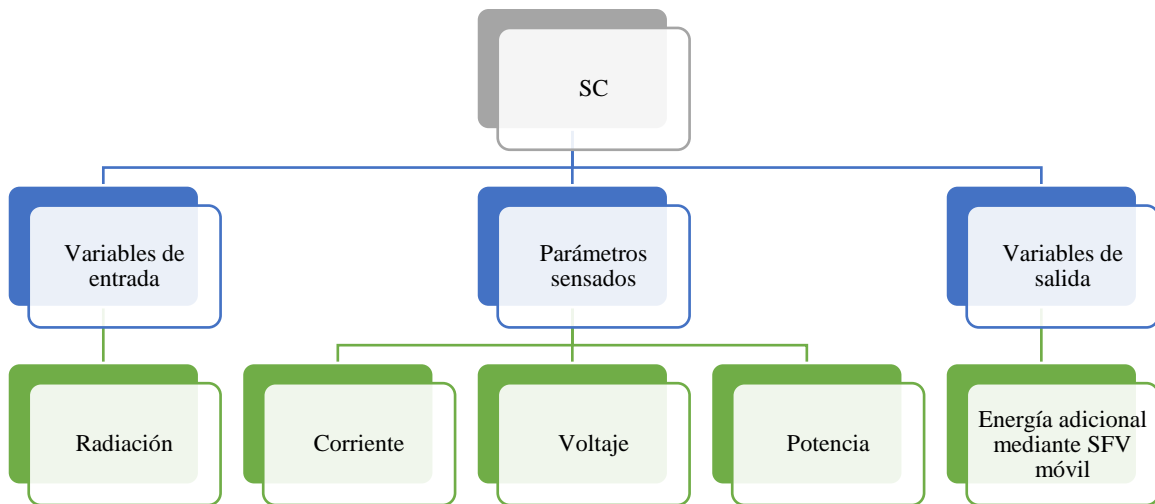 SC
Variables de
entrada
Parámetros
sensados
Variables de
salida
Radiación
Corriente
Voltaje
Potencia
Energía adicional
mediante SFV
móvil